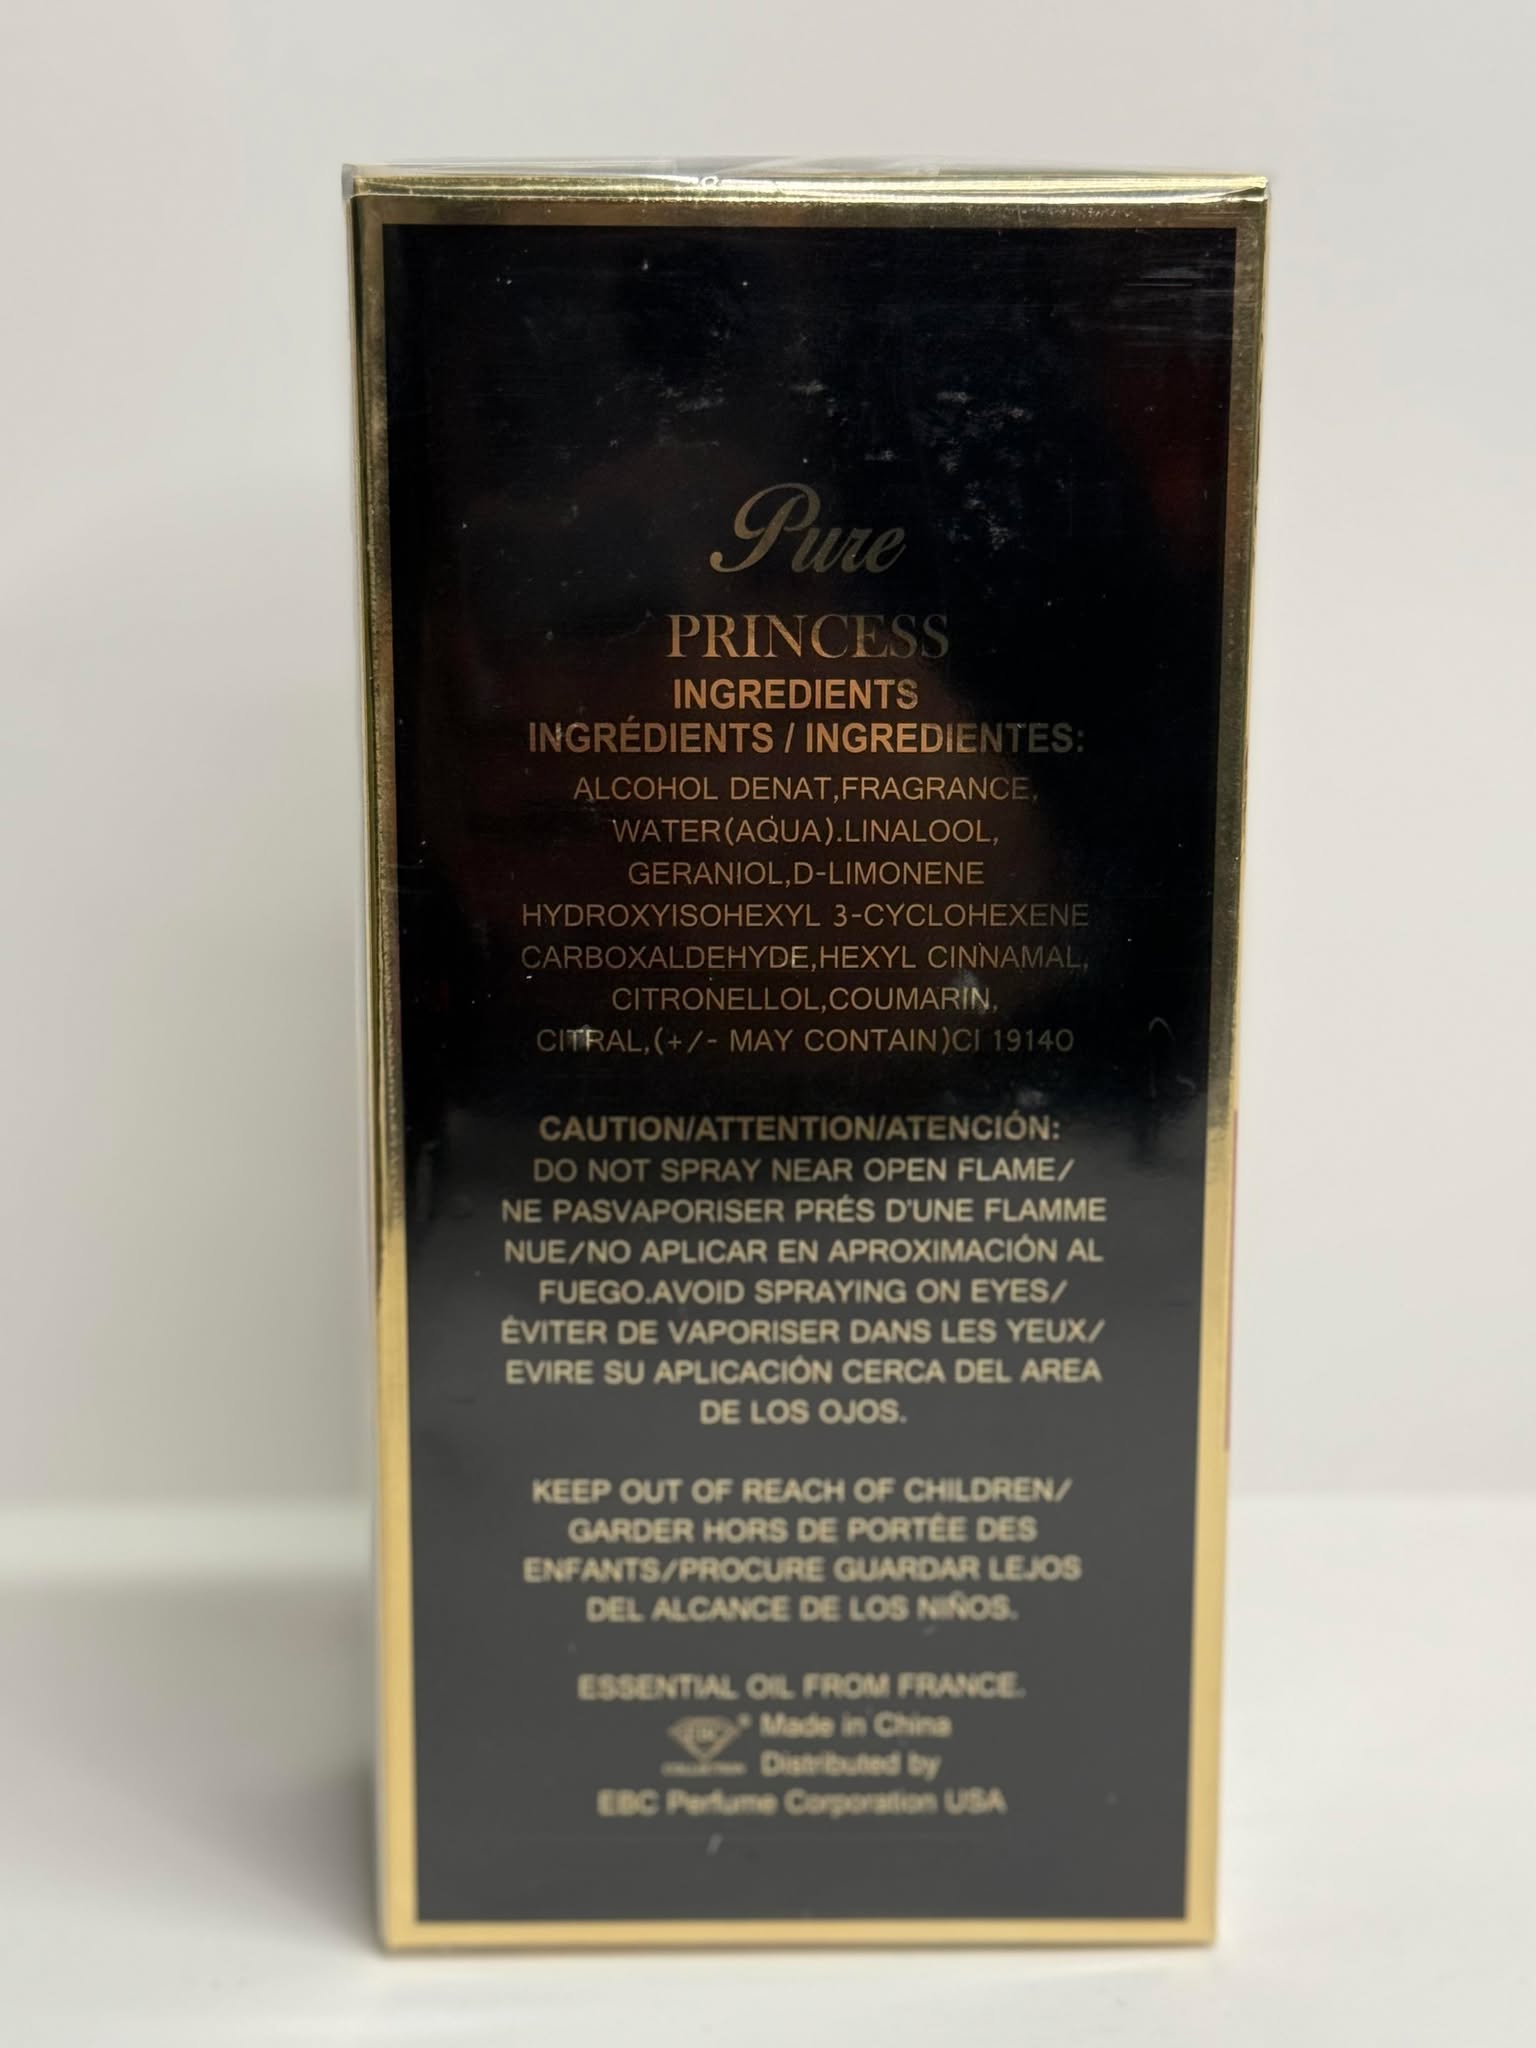 Pure
PRINCESS
INGREDIENTS
INGRÉDIENTS / INGREDIENTES:
ALCOHOL DENAT,FRAGRANCE,
WATER(AQUA).LINALOOL,
GERANIOL,D-LIMONENE
HYDROXYISOHEXYL 3-CYCLOHEXENE
CARBOXALDEHYDE,HEXYL CINNAMAL,
CITRONELLOL,COUMARIN,
CITRAL,(+/- MAY CONTAIN)CI 19140
CAUTION/ATTENTION/ATENCIÓN:
DO NOT SPRAY NEAR OPEN FLAME/
NE PASVAPORISER PRÉS D'UNE FLAMME
NUE/NO APLICAR EN APROXIMACIÓN AL
FUEGO.AVOID SPRAYING ON EYES/
ÉVITER DE VAPORISER DANS LES YEUX/
EVIRE SU APLICACIÓN CERCA DEL AREA
DE LOS OJOS.
KEEP OUT OF REACH OF CHILDREN/
GARDER HORS DE PORTÉE DES
ENFANTS/PROCURE GUARDAR LEJOS
DEL ALCANCE DE LOS NIÑOS.
ESSENTIAL OIL FROM FRANCE.
EBC® Made in China
COLLECTION Distributed by
EBC Perfume Corporation USA